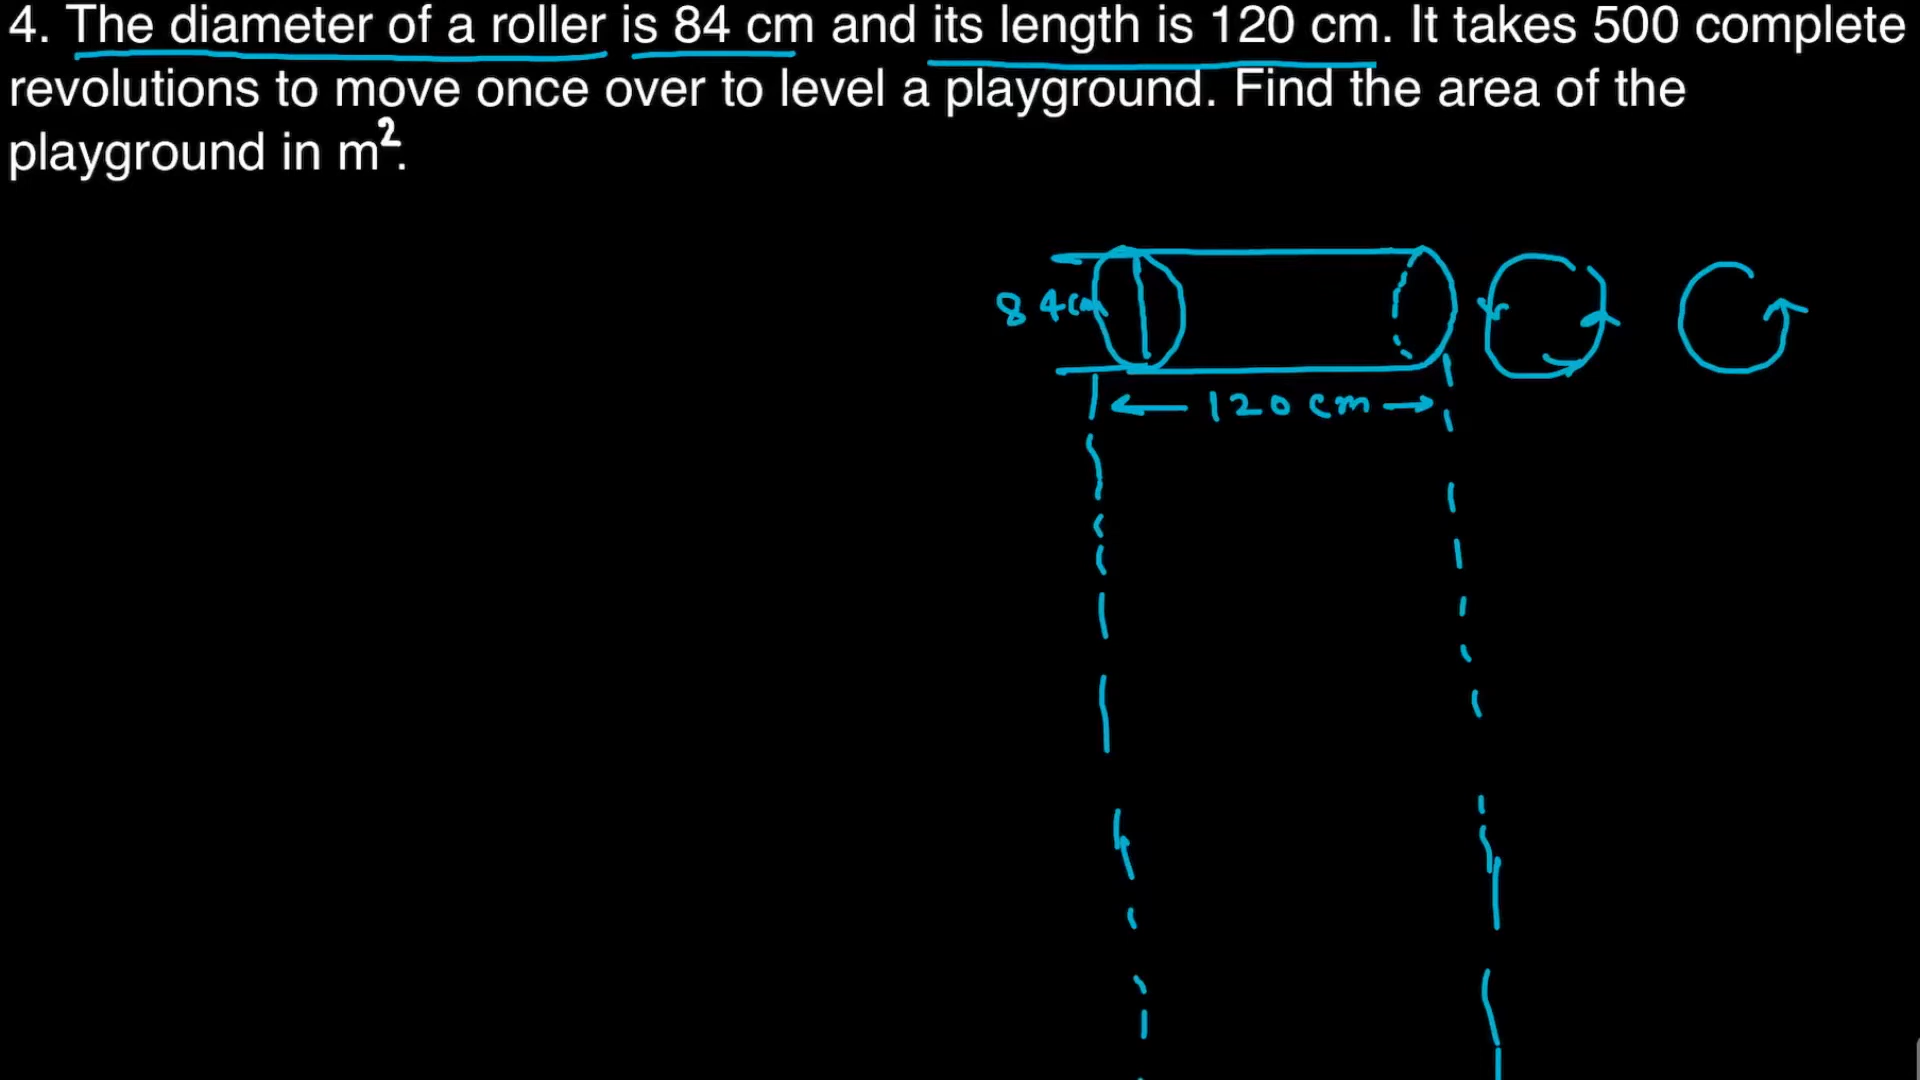 4. The diameter of a roller is 84 cm and its length is 120 cm. It takes 500 complete
revolutions to move once over to level a playground. Find the area of the
playground in m².
84cm
120 cm